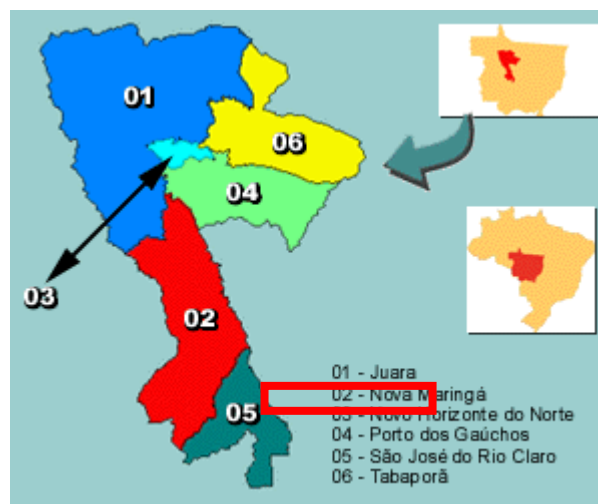 01
06
04
03
02
05
01 - Juara
02 - Nova Maringá
03 - Novo Horizonte do Norte
04 - Porto dos Gaúchos
05 - São José do Rio Claro
06 - Tabaporã